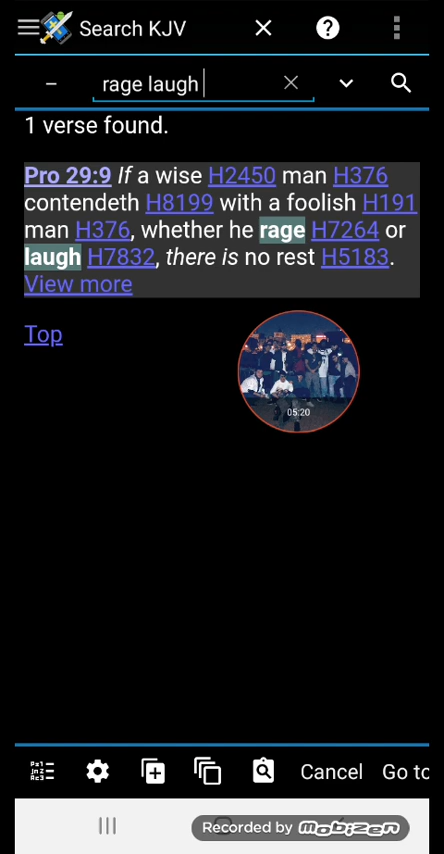 Search KJV
rage laugh
1 verse found.
Pro 29:9 If a wise H2450 man H376
contendeth H8199 with a foolish H191
man H376, whether he rage H7264 or
laugh H7832, there is no rest H5183.
View more
Top
05:20
Cancel Go to
Recorded by MOBIZEN